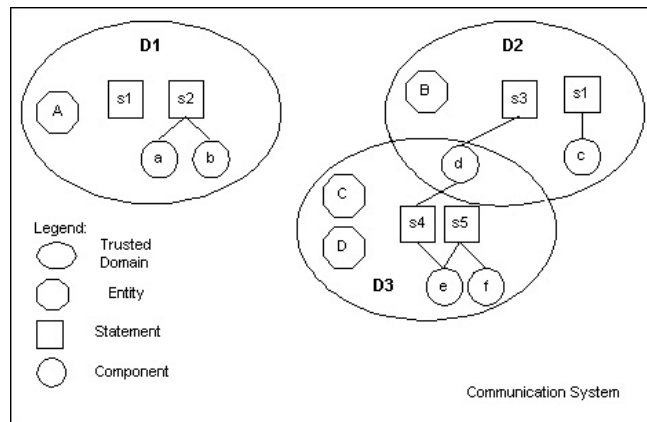 D1
D2
A
s1
s2
B
s3
s1
a
b
d
c
C
D
s4
s5
D3
e
f
Legend:
Trusted
Domain
Entity
Statement
Component
Communication System